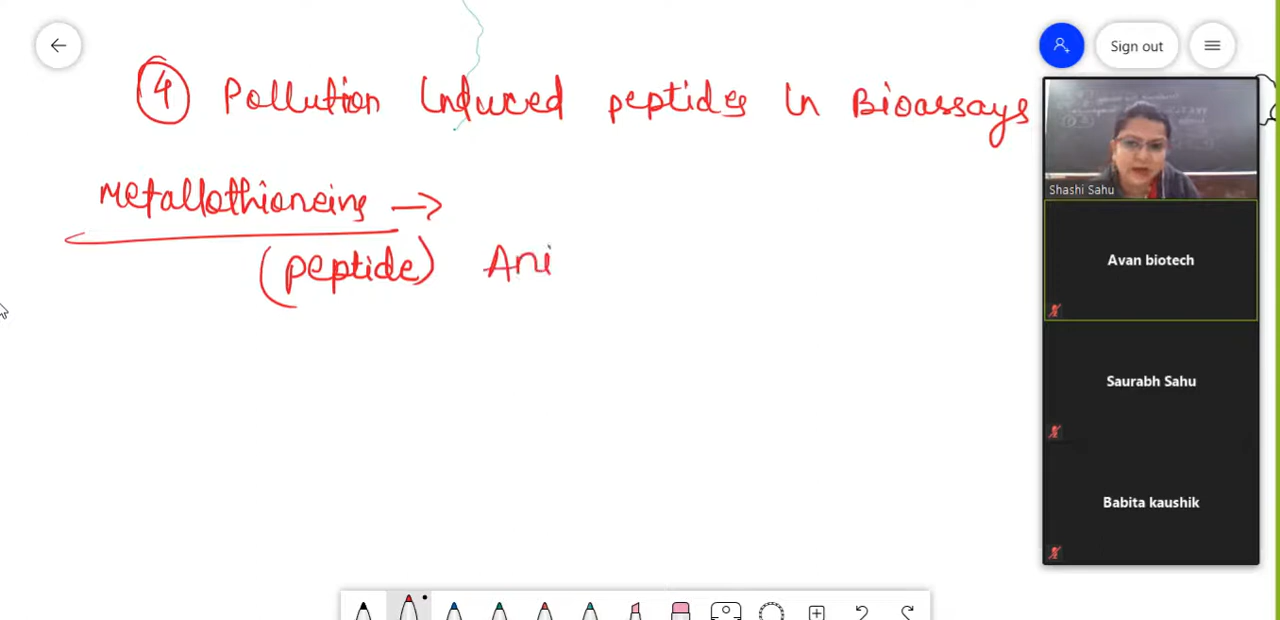 Sign out
④ Pollution Induced peptides in Bioassays
Metallothioneins →
(peptide) Ani
Shashi Sahu
Avan biotech
Saurabh Sahu
Babita kaushik